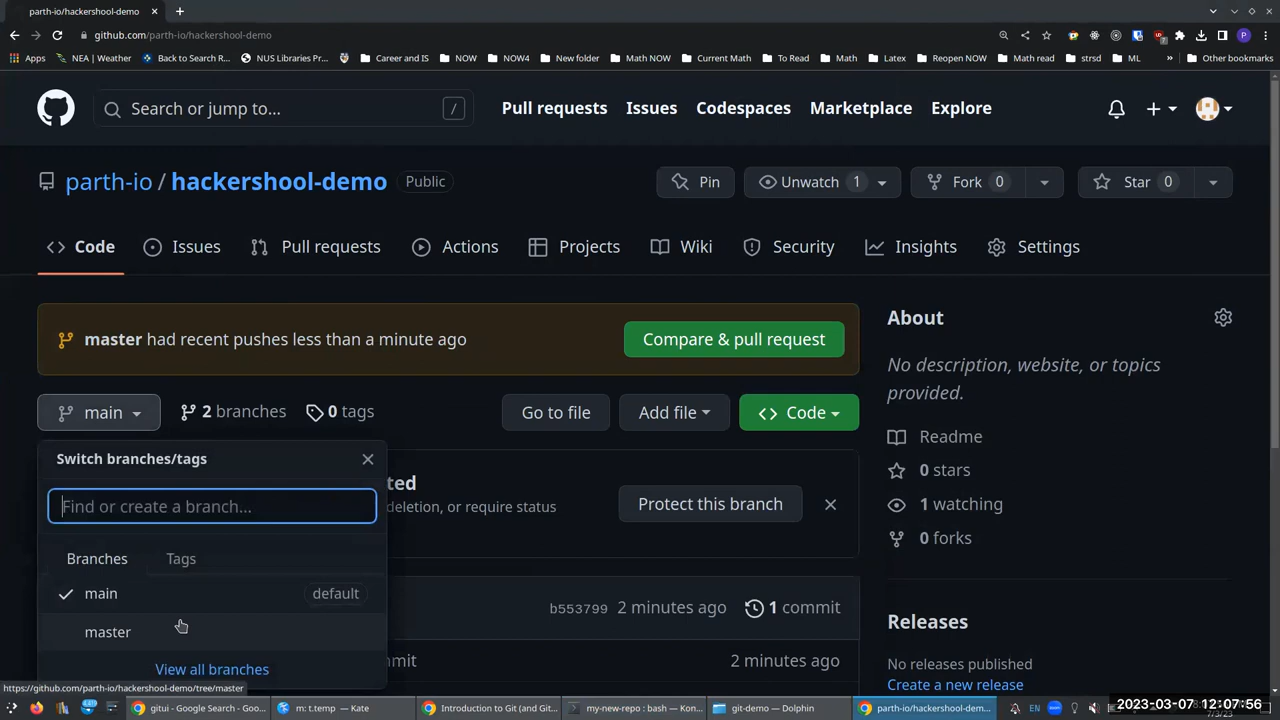 parth-io/hackershool-demo
github.com/parth-io/hackershool-demo
Apps NEA | Weather Back to Search R... NUS Libraries Pr... Career and IS NOW NOW4 New folder Math NOW Current Math To Read Math Latex Reopen NOW Math read strsd ML » Other bookmarks
Search or jump to... / Pull requests Issues Codespaces Marketplace Explore
parth-io / hackershool-demo Public Pin Unwatch 1 Fork 0 Star 0
Code Issues Pull requests Actions Projects Wiki Security Insights Settings
master had recent pushes less than a minute ago Compare & pull request
main 2 branches 0 tags Go to file Add file Code
Switch branches/tags
Find or create a branch...
Branches Tags
main default
master
View all branches
ted
deletion, or require status
Protect this branch
b553799 2 minutes ago 1 commit
mit 2 minutes ago
About
No description, website, or topics
provided.
Readme
0 stars
1 watching
0 forks
Releases
No releases published
Create a new release
https://github.com/parth-io/hackershool-demo/tree/master
gitui - Google Search - Goo... m: t.temp — Kate Introduction to Git (and Git... my-new-repo : bash — Kon... git-demo — Dolphin parth-io/hackershool-dem... EN 2023-03-07 12:07:56
7/3/23